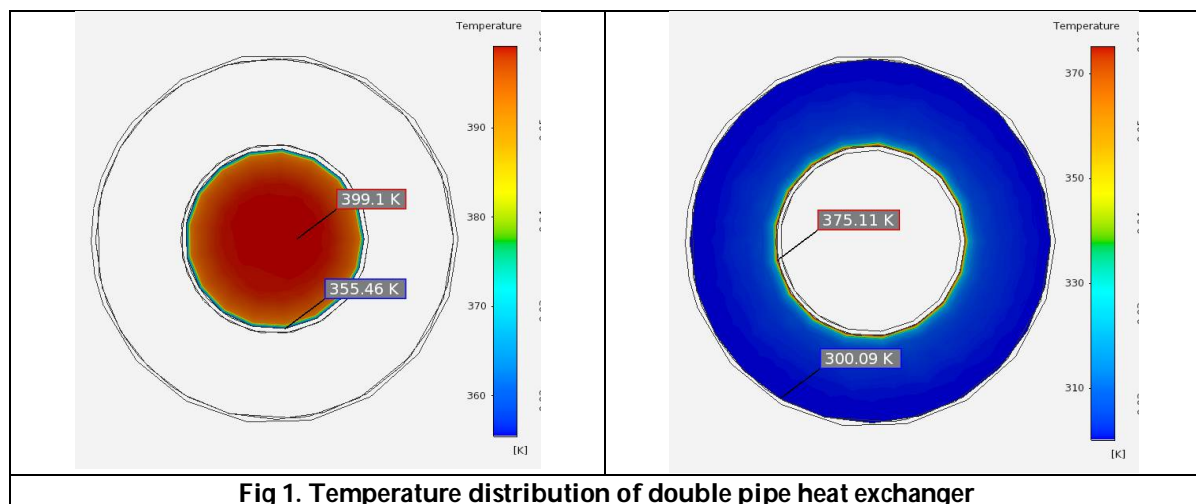 Temperature
390
380
370
360
[K]
399.1 K
355.46 K
Temperature
370
350
330
310
[K]
375.11 K
300.09 K
Fig 1. Temperature distribution of double pipe heat exchanger